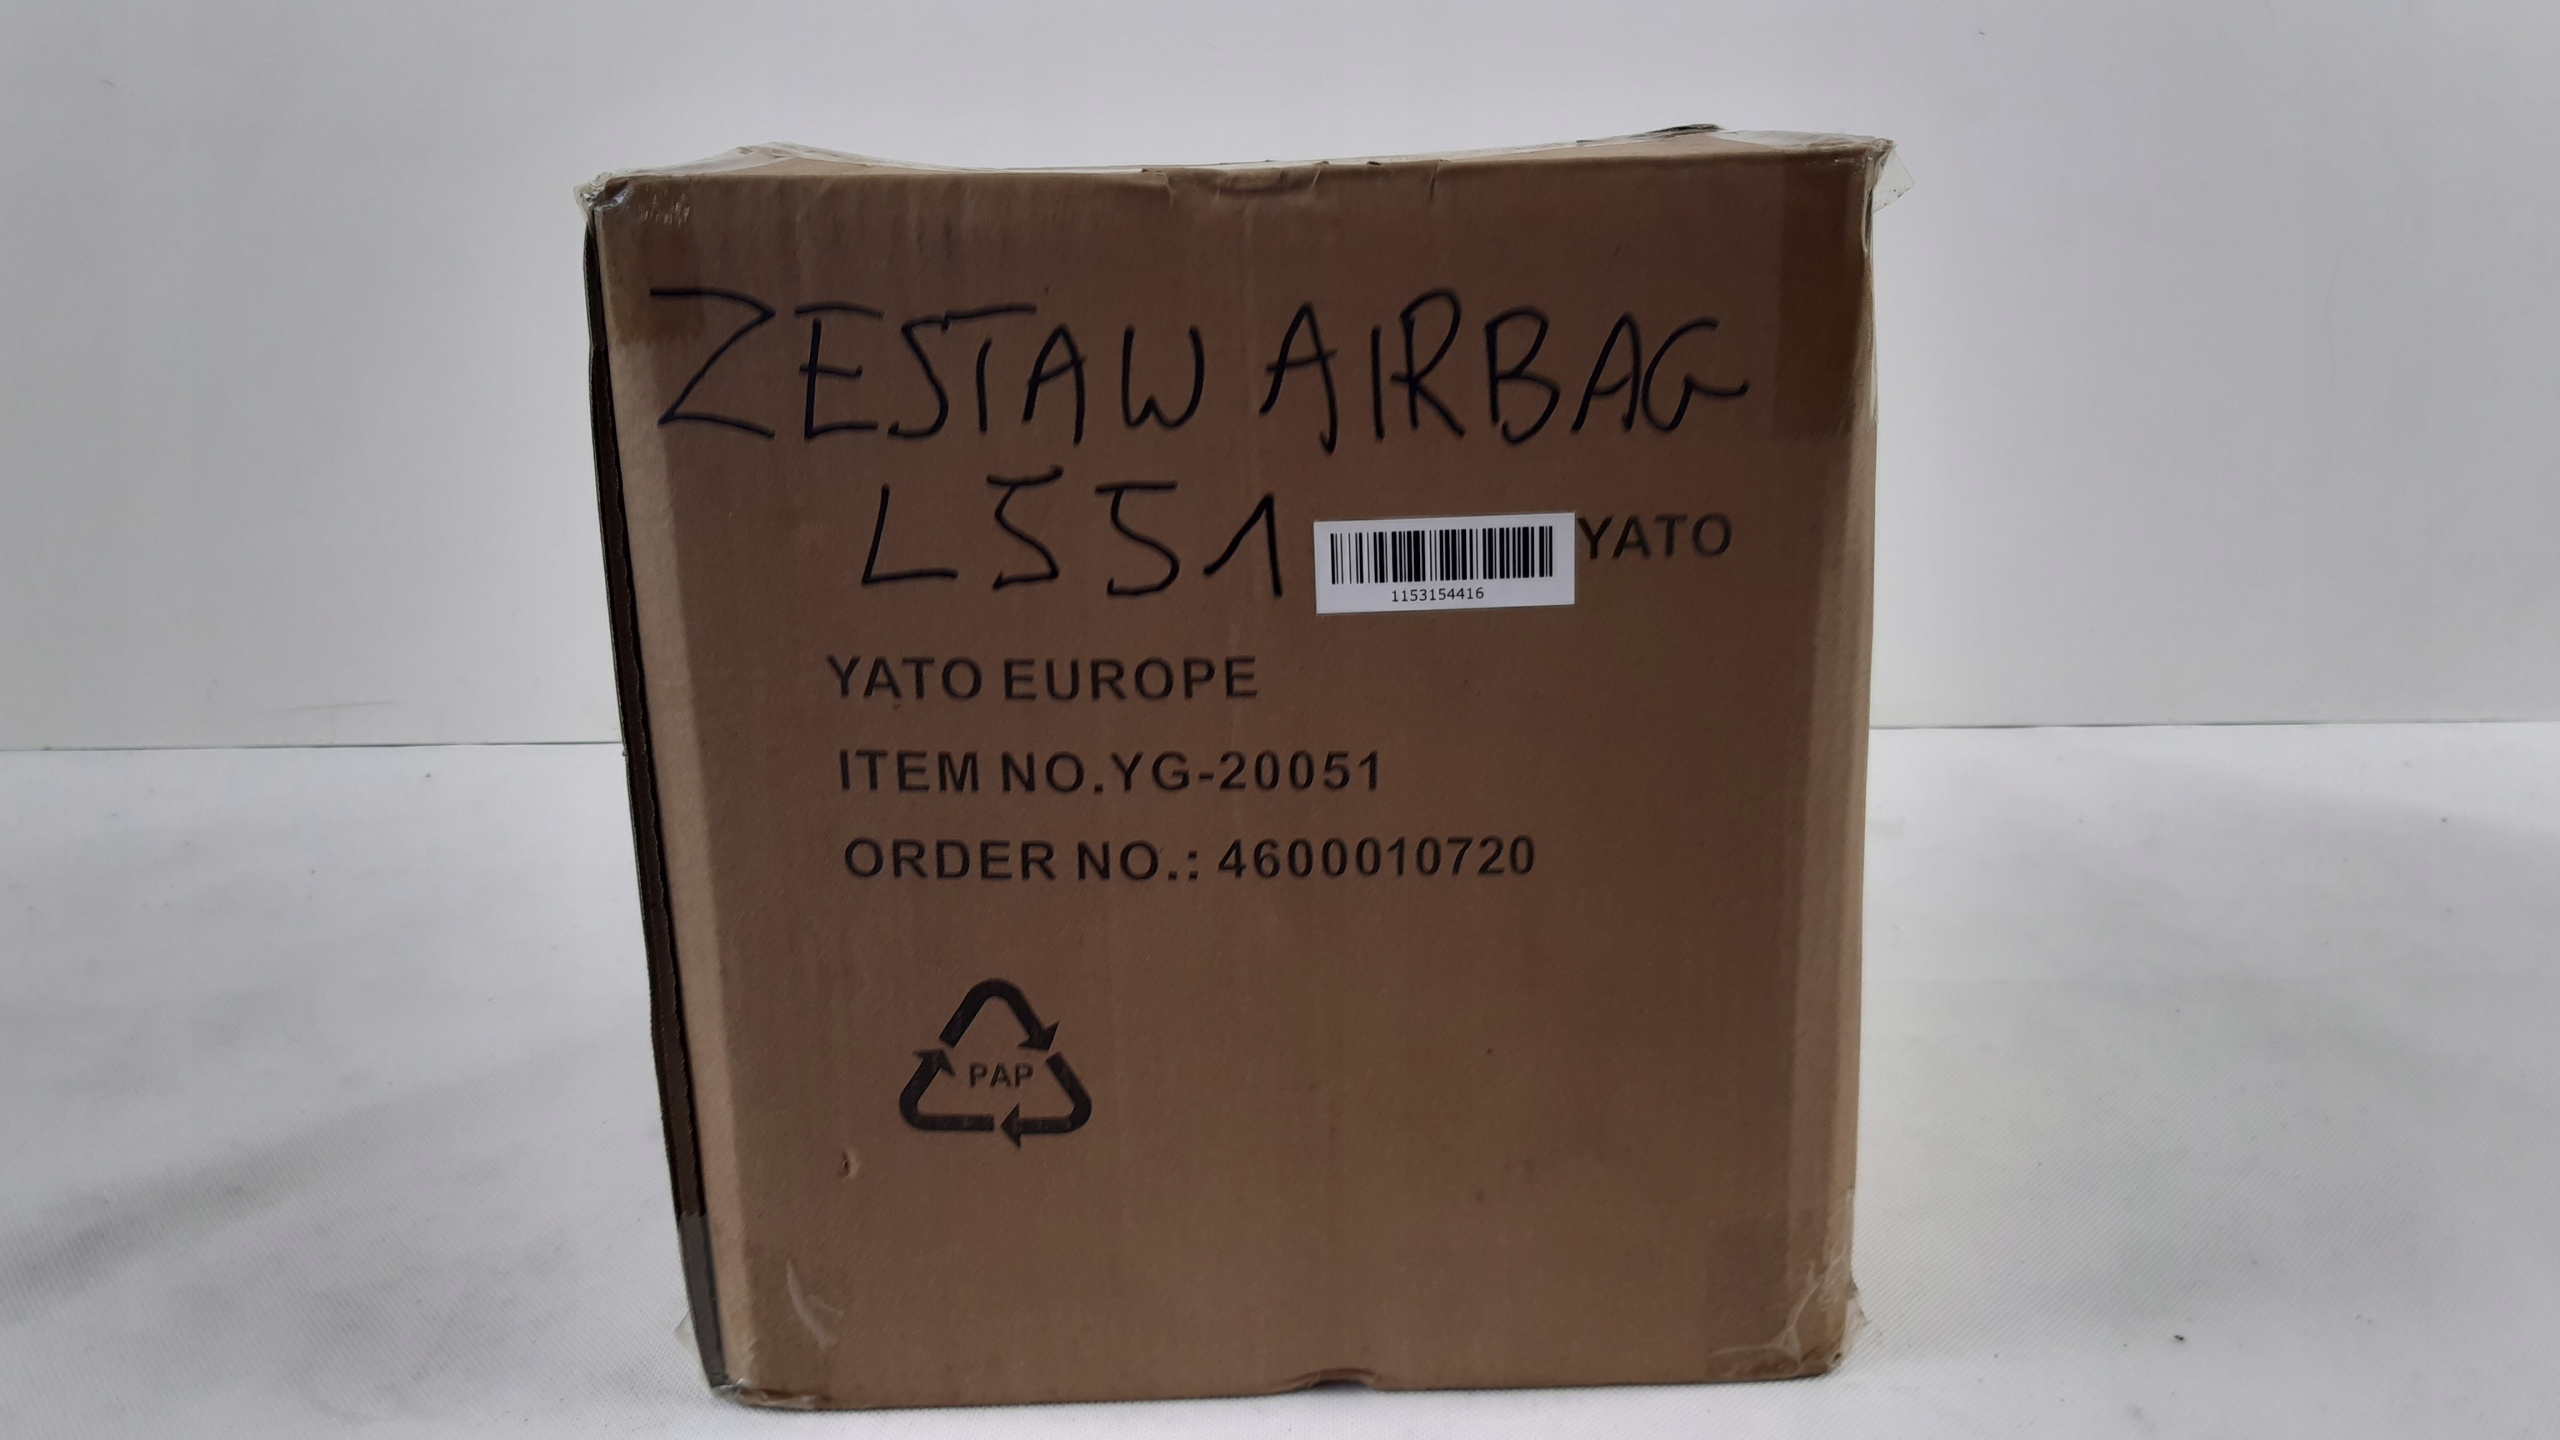 ZESTAW AIRBAG
L551
YATO
1153154416
YATO EUROPE
ITEM NO.YG-20051
ORDER NO.: 4600010720
PAP